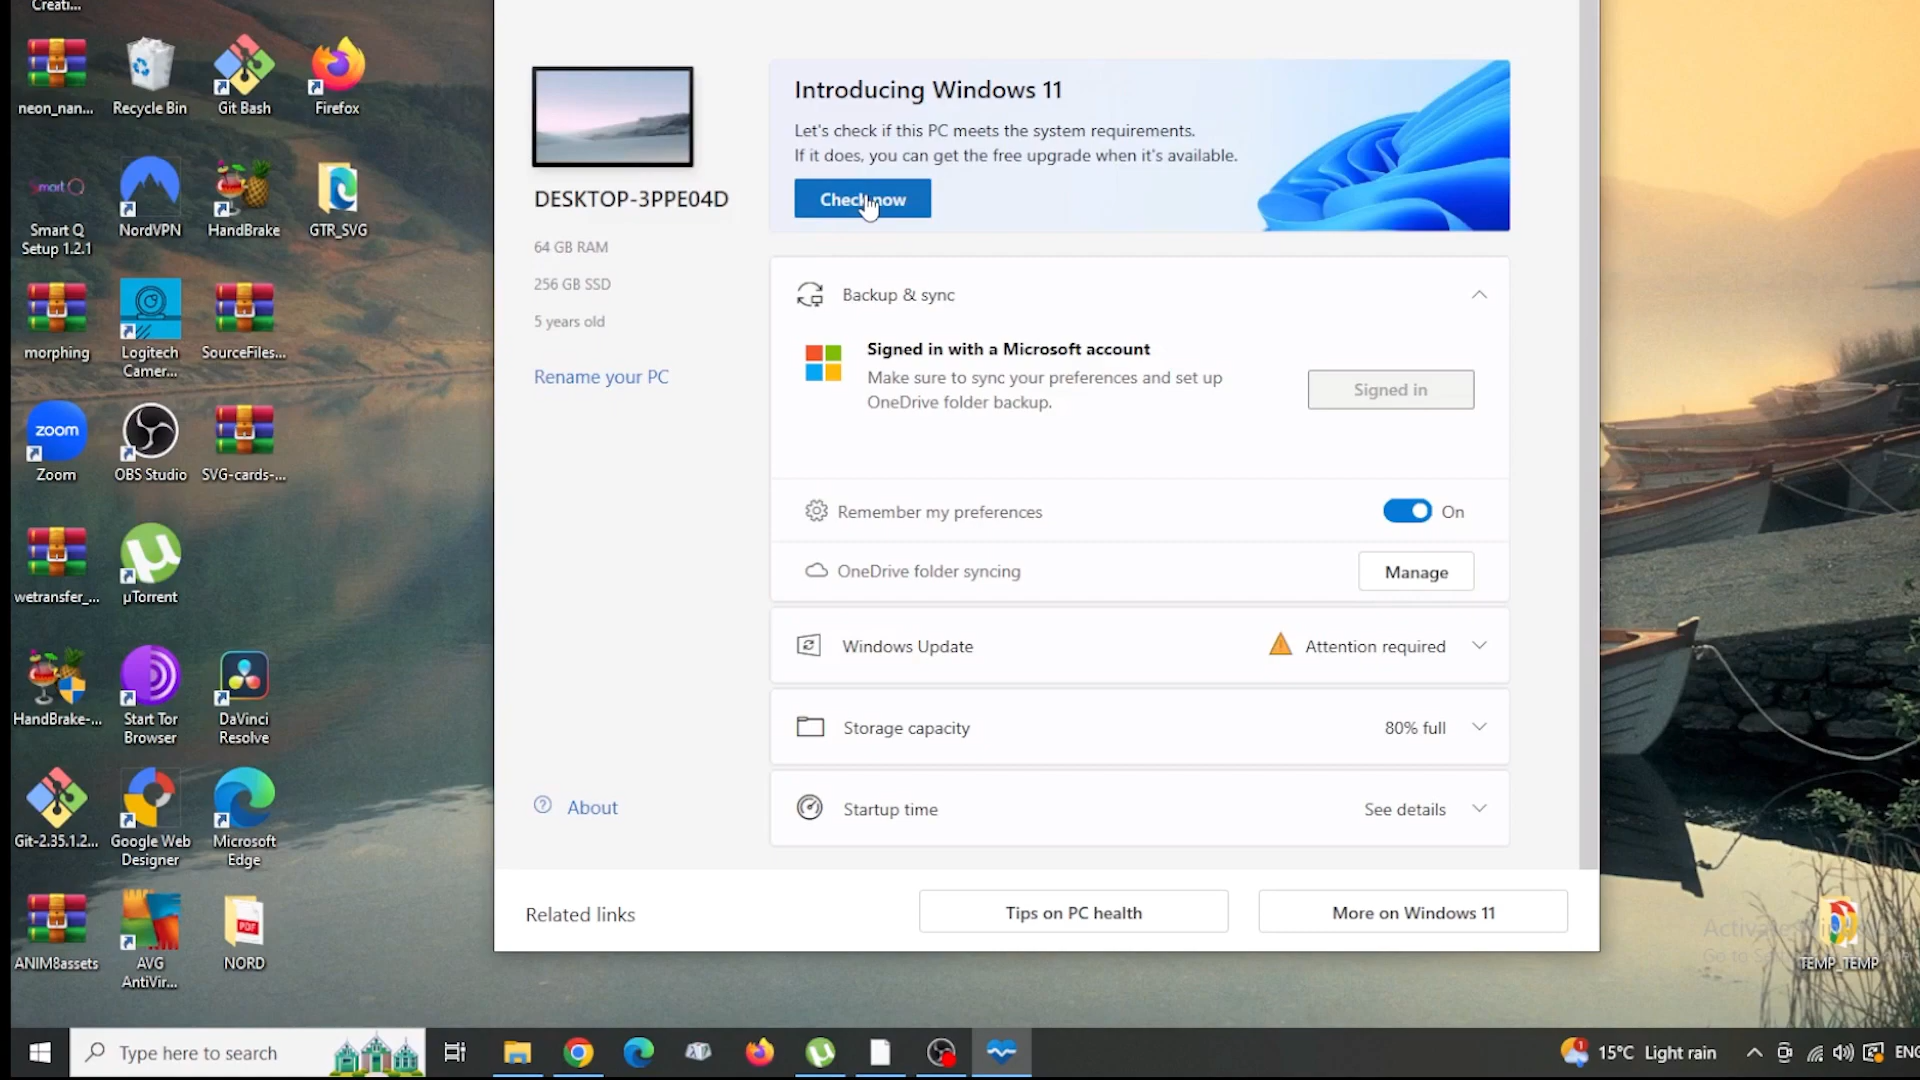 Creati...
neon_nan...
Recycle Bin
Git Bash
Firefox
smart Q
Smart Q
Setup 1.2.1
NordVPN
HandBrake
GTR_SVG
morphing
Logitech
Camer...
SourceFiles...
zoom
Zoom
OBS Studio
SVG-cards-...
wetransfer_...
µ
µTorrent
HandBrake-...
Start Tor
Browser
DaVinci
Resolve
Git-2.35.1.2...
Google Web
Designer
Microsoft
Edge
ANIM8assets
AVG
AntiVir...
PDF
NORD
DESKTOP-3PPE04D
64 GB RAM
256 GB SSD
5 years old
Rename your PC
About
Introducing Windows 11
Let's check if this PC meets the system requirements.
If it does, you can get the free upgrade when it's available.
Check now
Backup & sync
Signed in with a Microsoft account
Make sure to sync your preferences and set up
OneDrive folder backup.
Signed in
Remember my preferences
On
OneDrive folder syncing
Manage
Windows Update
Attention required
Storage capacity
80% full
Startup time
See details
Related links
Tips on PC health
More on Windows 11
TEMP_TEMP
Type here to search
1
15°C Light rain
ENG